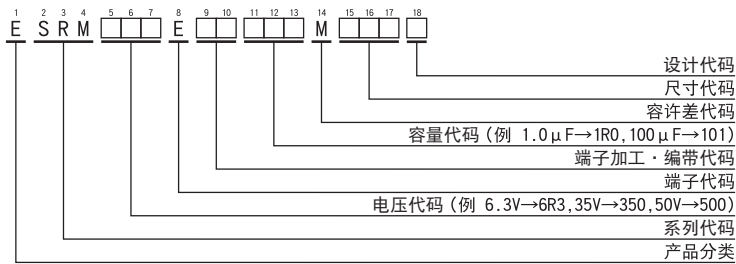 1 2 3 4 5 6 7 8 9 10 11 12 13 14 15 16 17 18
E SRM □□□ E □□ □□□ M □□□ □
设计代码
尺寸代码
容许差代码
容量代码 (例 1.0μF→1R0,100μF→101)
端子加工·编带代码
端子代码
电压代码 (例 6.3V→6R3,35V→350,50V→500)
系列代码
产品分类